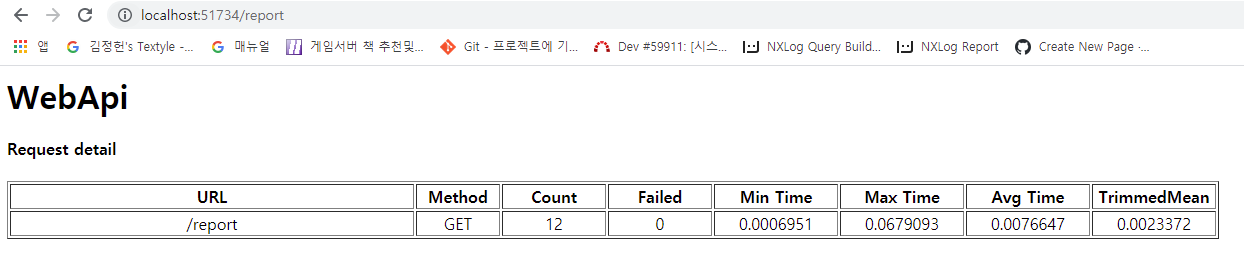 localhost:51734/report
앱 김정헌's Textyle -... 매뉴얼 게임서버 책 추천및... Git - 프로젝트에 기... Dev #59911: [시스... NXLog Query Build... NXLog Report Create New Page ·...
WebApi
Request detail
URL Method Count Failed Min Time Max Time Avg Time TrimmedMean
/report GET 12 0 0.0006951 0.0679093 0.0076647 0.0023372